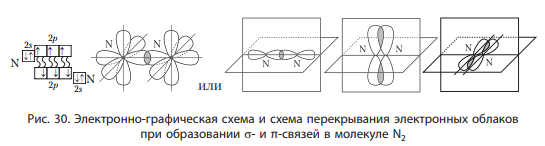 2s 2p
N
N
2p
2s
N N
или
N N
N
N
N
N
Рис. 30. Электронно-графическая схема и схема перекрывания электронных облаков
при образовании σ- и π-связей в молекуле N₂